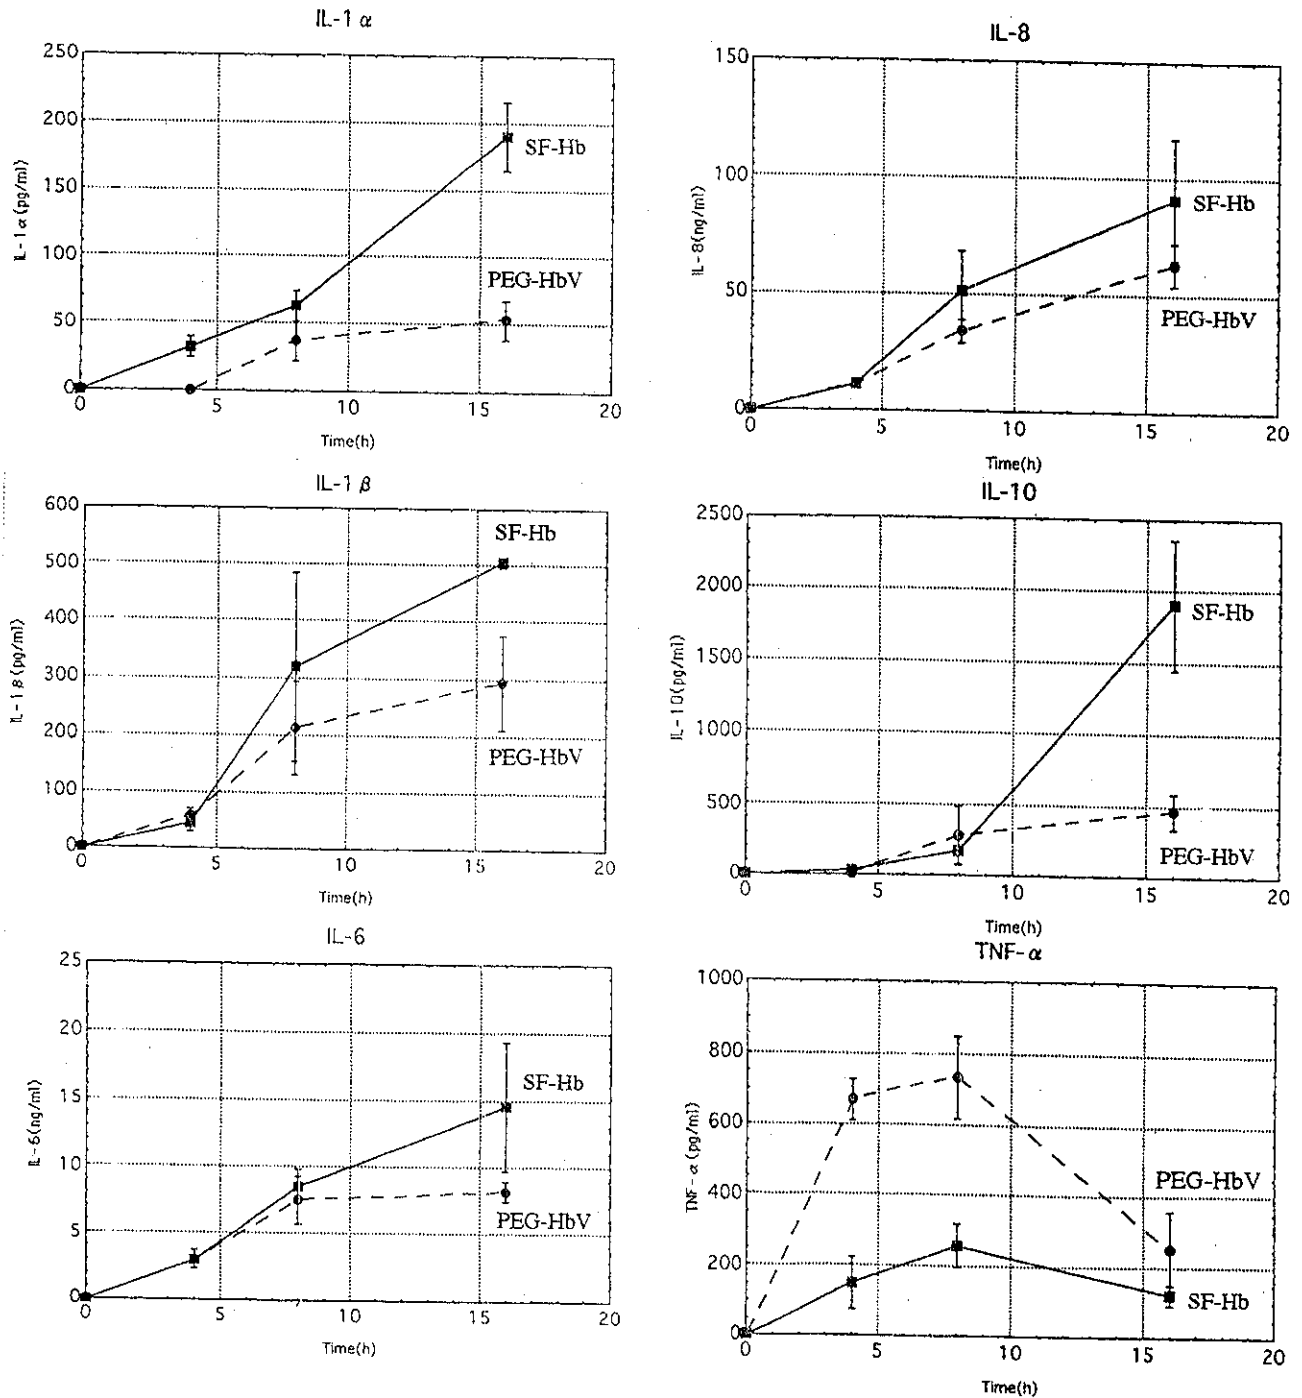 IL-1 α
250
200
150
100
50
0
IL-1 α (pg/ml)
SF-Hb
PEG-HbV
0 5 10 15 20
Time(h)
IL-8
150
100
50
0
IL-8(ng/ml)
SF-Hb
PEG-HbV
0 5 10 15 20
Time(h)
IL-1 β
600
500
400
300
200
100
0
IL-1 β (pg/ml)
SF-Hb
PEG-HbV
0 5 10 15 20
Time(h)
IL-10
2500
2000
1500
1000
500
0
IL-10(pg/ml)
SF-Hb
PEG-HbV
0 5 10 15 20
Time(h)
IL-6
25
20
15
10
5
0
IL-6(ng/ml)
SF-Hb
PEG-HbV
0 5 10 15 20
Time(h)
TNF-α
1000
800
600
400
200
0
TNF-α (pg/ml)
PEG-HbV
SF-Hb
0 5 10 15 20
Time(h)